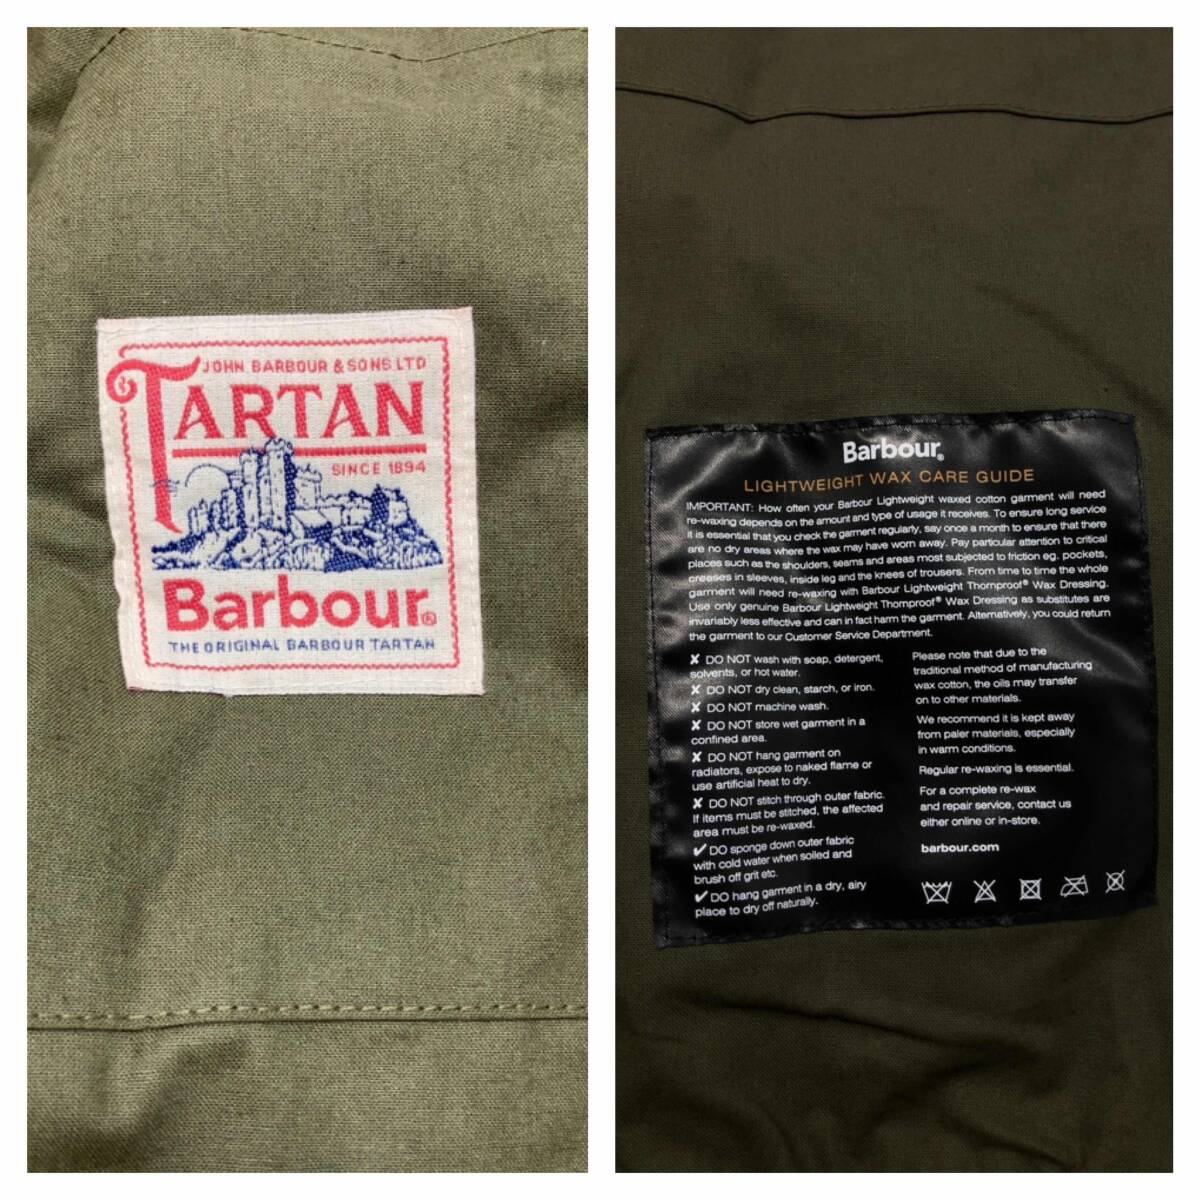 JOHN BARBOUR & SONS LTD
TARTAN
SINCE 1894
Barbour®
THE ORIGINAL BARBOUR TARTAN
Barbour®
LIGHTWEIGHT WAX CARE GUIDE
IMPORTANT: How often your Barbour Lightweight waxed cotton garment will need
re-waxing depends on the amount and type of usage it receives. To ensure long service
it is essential that you check the garment regularly, say once a month to ensure that there
are no dry areas where the wax may have worn away. Pay particular attention to critical
places such as the shoulders, seams and areas most subjected to friction eg. pockets,
creases in sleeves, inside leg and the knees of trousers. From time to time the whole
garment will need re-waxing with Barbour Lightweight Thornproof® Wax Dressing.
Use only genuine Barbour Lightweight Thornproof® Wax Dressing as substitutes are
invariably less effective and can in fact harm the garment. Alternatively, you could return
the garment to our Customer Service Department.
✘ DO NOT wash with soap, detergent,
solvents, or hot water.
✘ DO NOT dry clean, starch, or iron.
✘ DO NOT machine wash.
✘ DO NOT store wet garment in a
confined area.
✘ DO NOT hang garment on
radiators, expose to naked flame or
use artificial heat to dry.
✘ DO NOT stitch through outer fabric.
If items must be stitched, the affected
area must be re-waxed.
✔ DO sponge down outer fabric
with cold water when soiled and
brush off grit etc.
✔ DO hang garment in a dry, airy
place to dry off naturally.
Please note that due to the
traditional method of manufacturing
wax cotton, the oils may transfer
on to other materials.
We recommend it is kept away
from paler materials, especially
in warm conditions.
Regular re-waxing is essential.
For a complete re-wax
and repair service, contact us
either online or in-store.
barbour.com